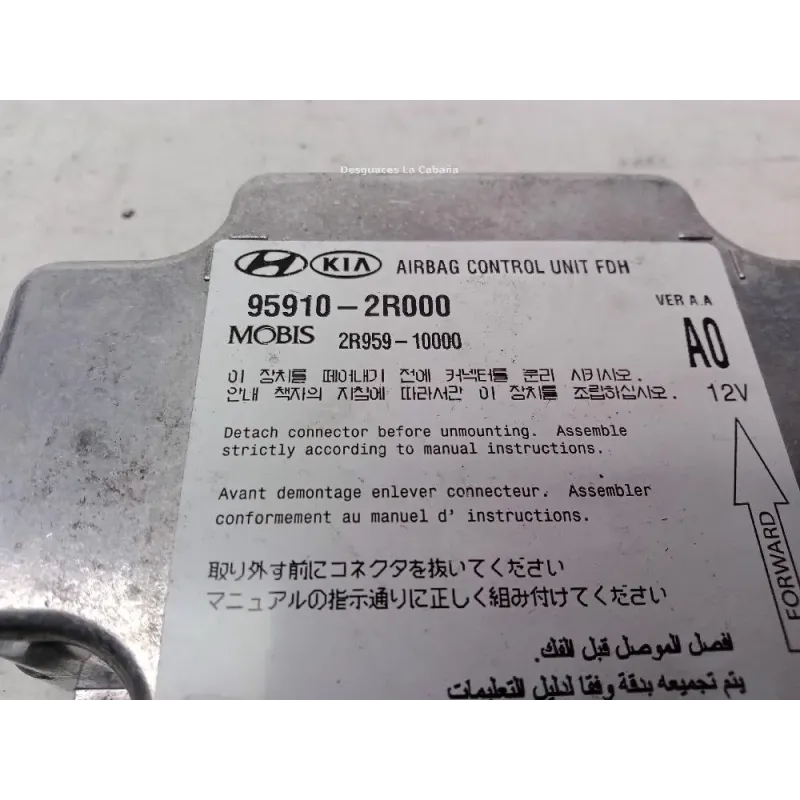 Desguaces La Cabaña
HYUNDAI KIA AIRBAG CONTROL UNIT FDH
95910-2R000 VER A.A
MOBIS 2R959-10000 A0
이 장치를 떼어내기 전에 커넥터를 분리 시키시오.
안내 책자의 지침에 따라서만 이 장치를 조립하십시오. 12V
Detach connector before unmounting. Assemble
strictly according to manual instructions.
Avant demontage enlever connecteur. Assembler
conformement au manuel d' instructions.
FORWARD
取り外す前にコネクタを抜いてください
マニュアルの指示通りに正しく組み付けてください
افصل الموصل قبل الفك.
يتم تجميعه بدقة وفقا لدليل التعليمات